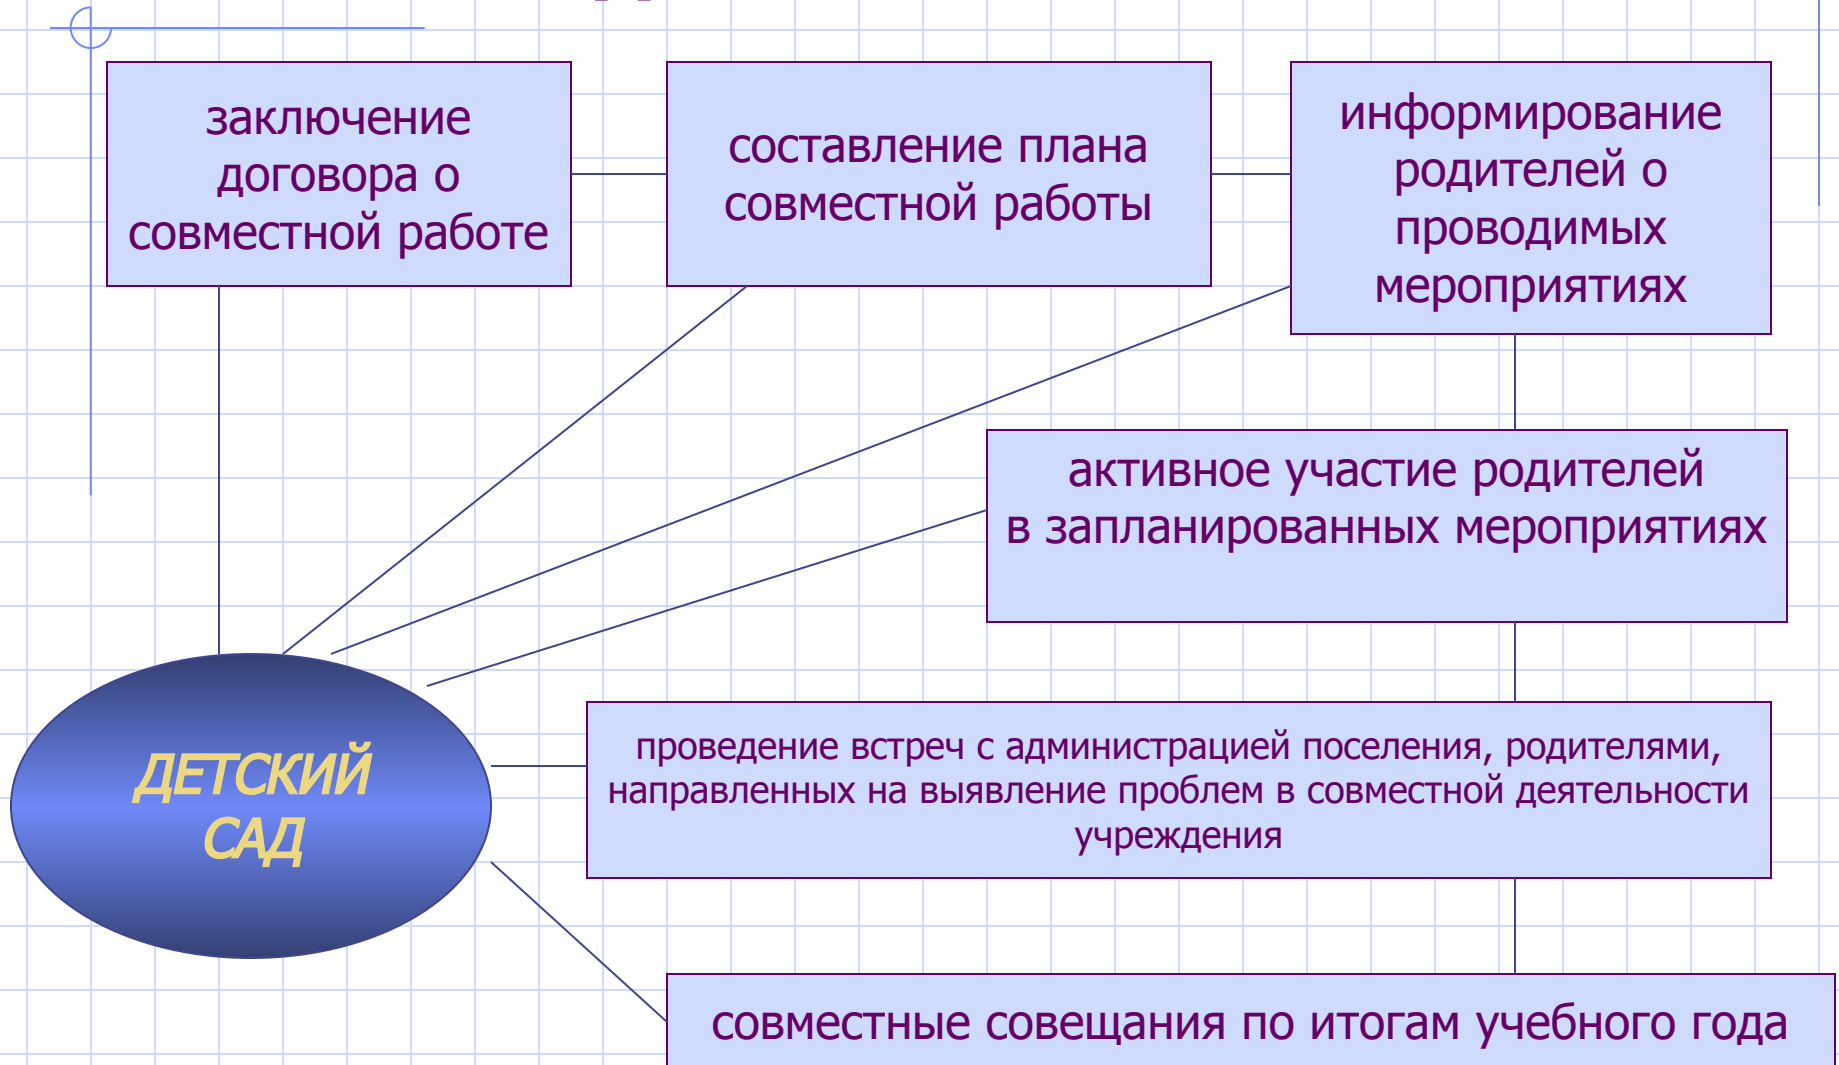 заключение
договора о
совместной работе
составление плана
совместной работы
информирование
родителей о
проводимых
мероприятиях
активное участие родителей
в запланированных мероприятиях
ДЕТСКИЙ
САД
проведение встреч с администрацией поселения, родителями,
направленных на выявление проблем в совместной деятельности
учреждения
совместные совещания по итогам учебного года